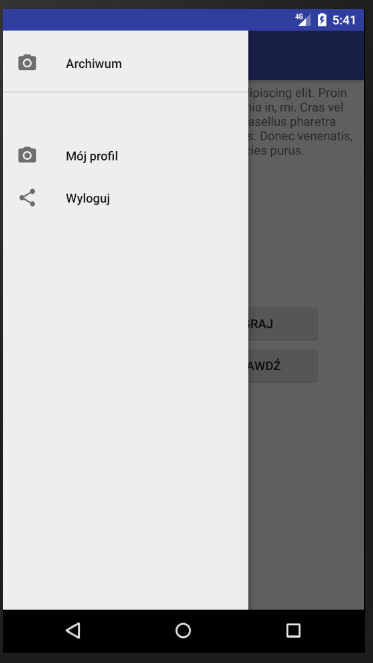 4G 5:41
Archiwum
ipiscing elit. Proin
nia in, mi. Cras vel
asellus pharetra
s. Donec venenatis,
cies purus.
Mój profil
Wyloguj
RAJ
AWDŹ